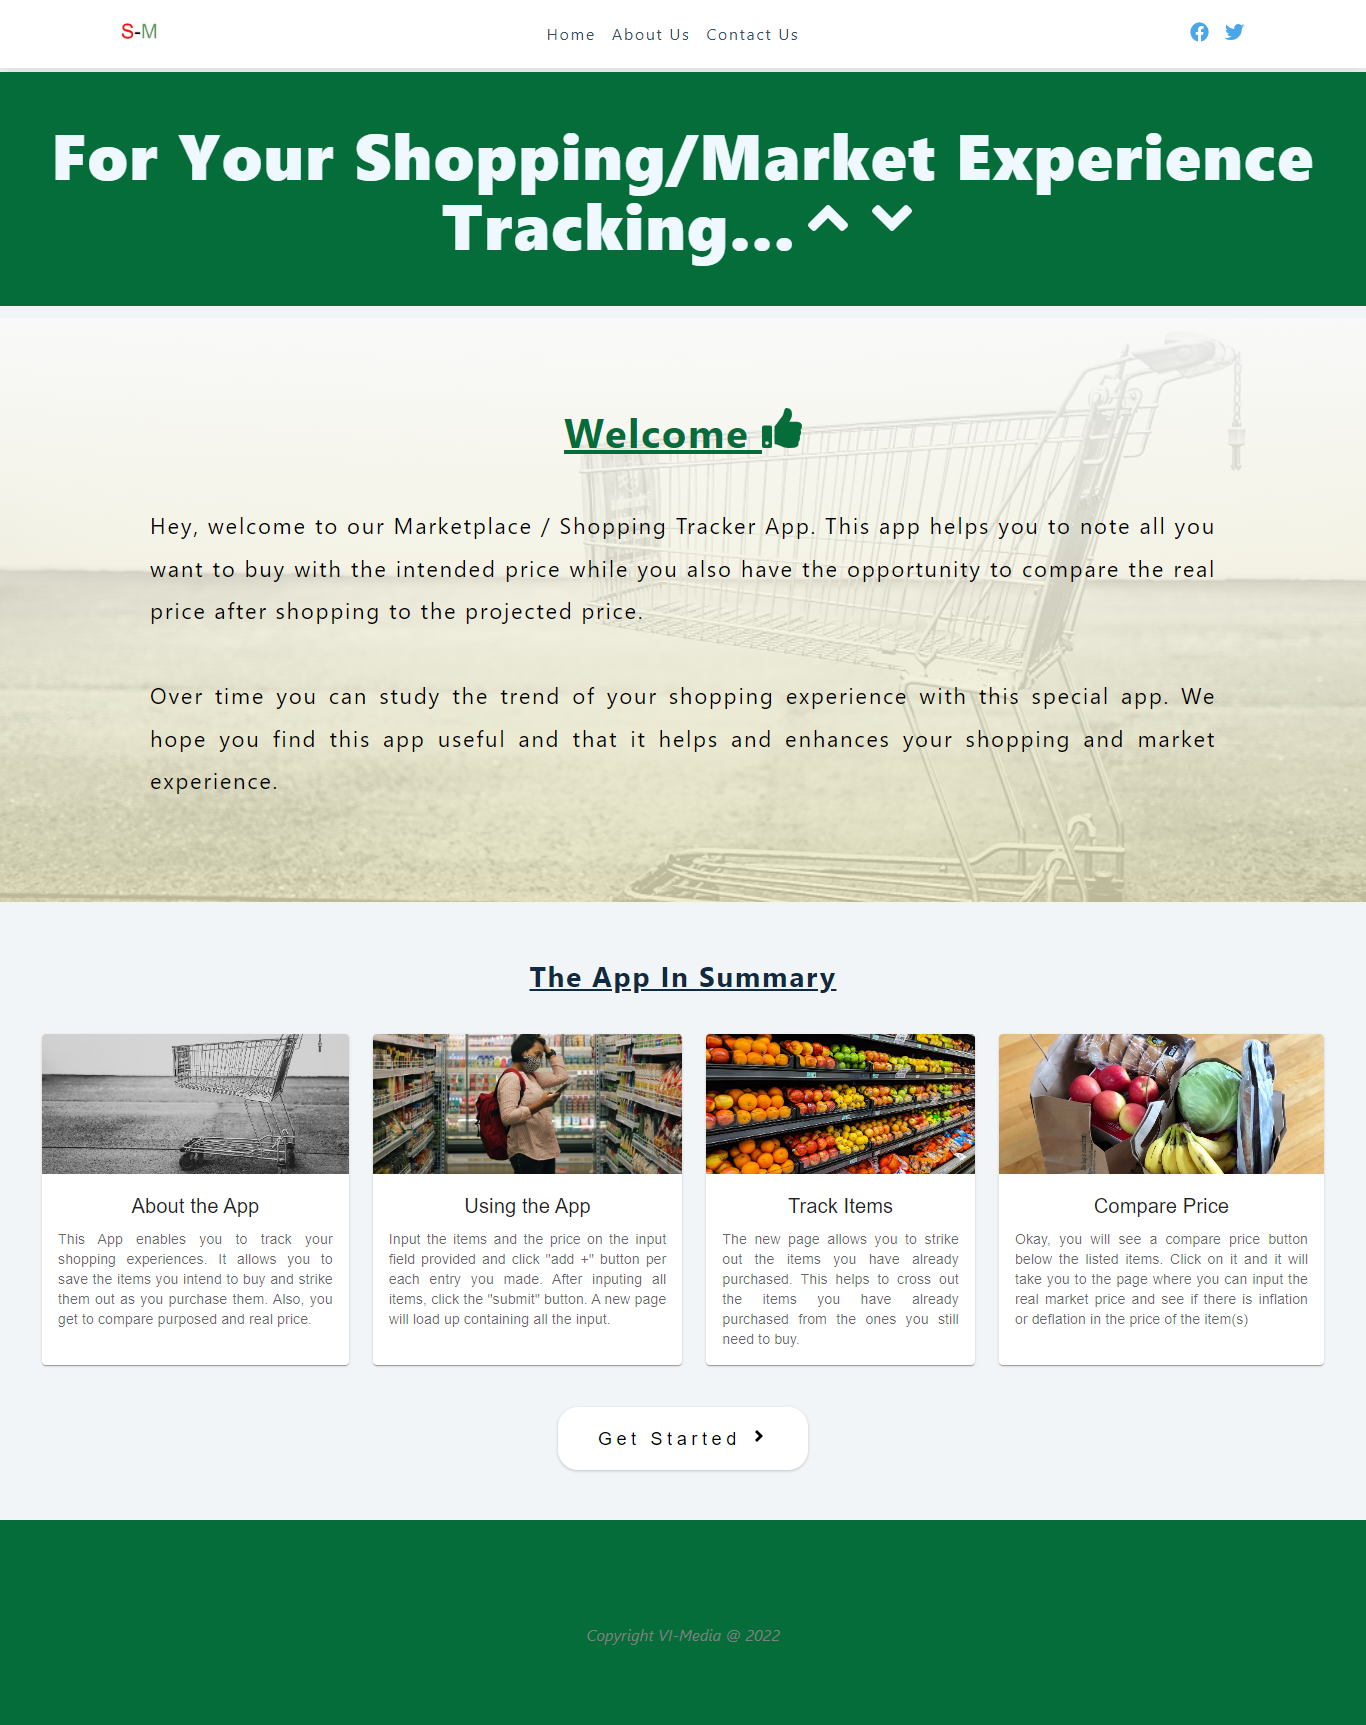 S-M
Home About Us Contact Us
For Your Shopping/Market Experience
Tracking...
Welcome
Hey, welcome to our Marketplace / Shopping Tracker App. This app helps you to note all you
want to buy with the intended price while you also have the opportunity to compare the real
price after shopping to the projected price.
Over time you can study the trend of your shopping experience with this special app. We
hope you find this app useful and that it helps and enhances your shopping and market
experience.
The App In Summary
About the App
This App enables you to track your
shopping experiences. It allows you to
save the items you intend to buy and strike
them out as you purchase them. Also, you
get to compare purposed and real price.
Using the App
Input the items and the price on the input
field provided and click "add +" button per
each entry you made. After inputing all
items, click the "submit" button. A new page
will load up containing all the input.
Track Items
The new page allows you to strike
out the items you have already
purchased. This helps to cross out
the items you have already
purchased from the ones you still
need to buy.
Compare Price
Okay, you will see a compare price button
below the listed items. Click on it and it will
take you to the page where you can input the
real market price and see if there is inflation
or deflation in the price of the item(s)
Get Started
Copyright VI-Media @ 2022